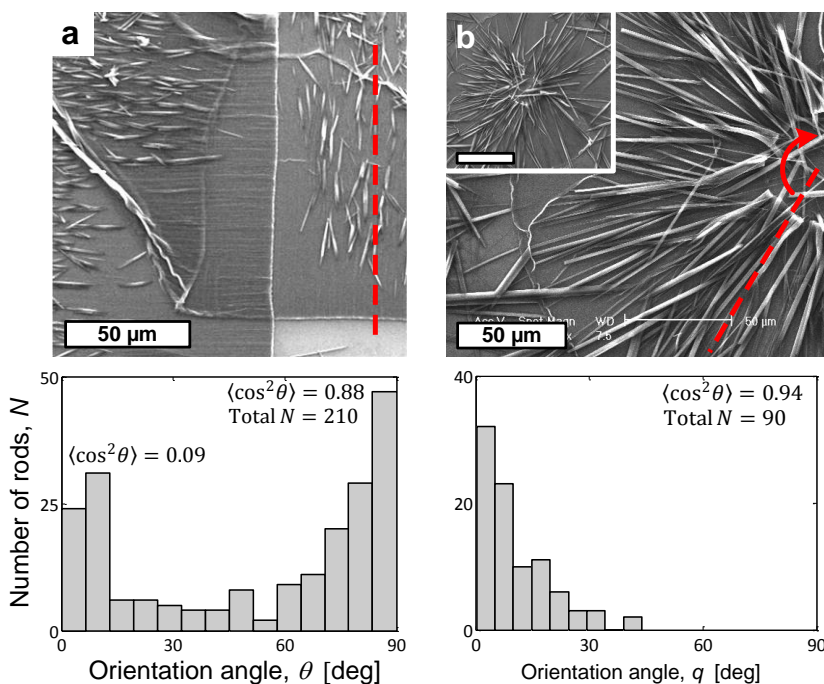 a
50 µm
b
Acc.V Spot Magn WD 50 µm
7.5
50 µm
50
25
0
Number of rods, N
⟨cos²θ⟩ = 0.88
Total N = 210
⟨cos²θ⟩ = 0.09
0 30 60 90
Orientation angle, θ [deg]
40
20
0
⟨cos²θ⟩ = 0.94
Total N = 90
0 30 60 90
Orientation angle, q [deg]